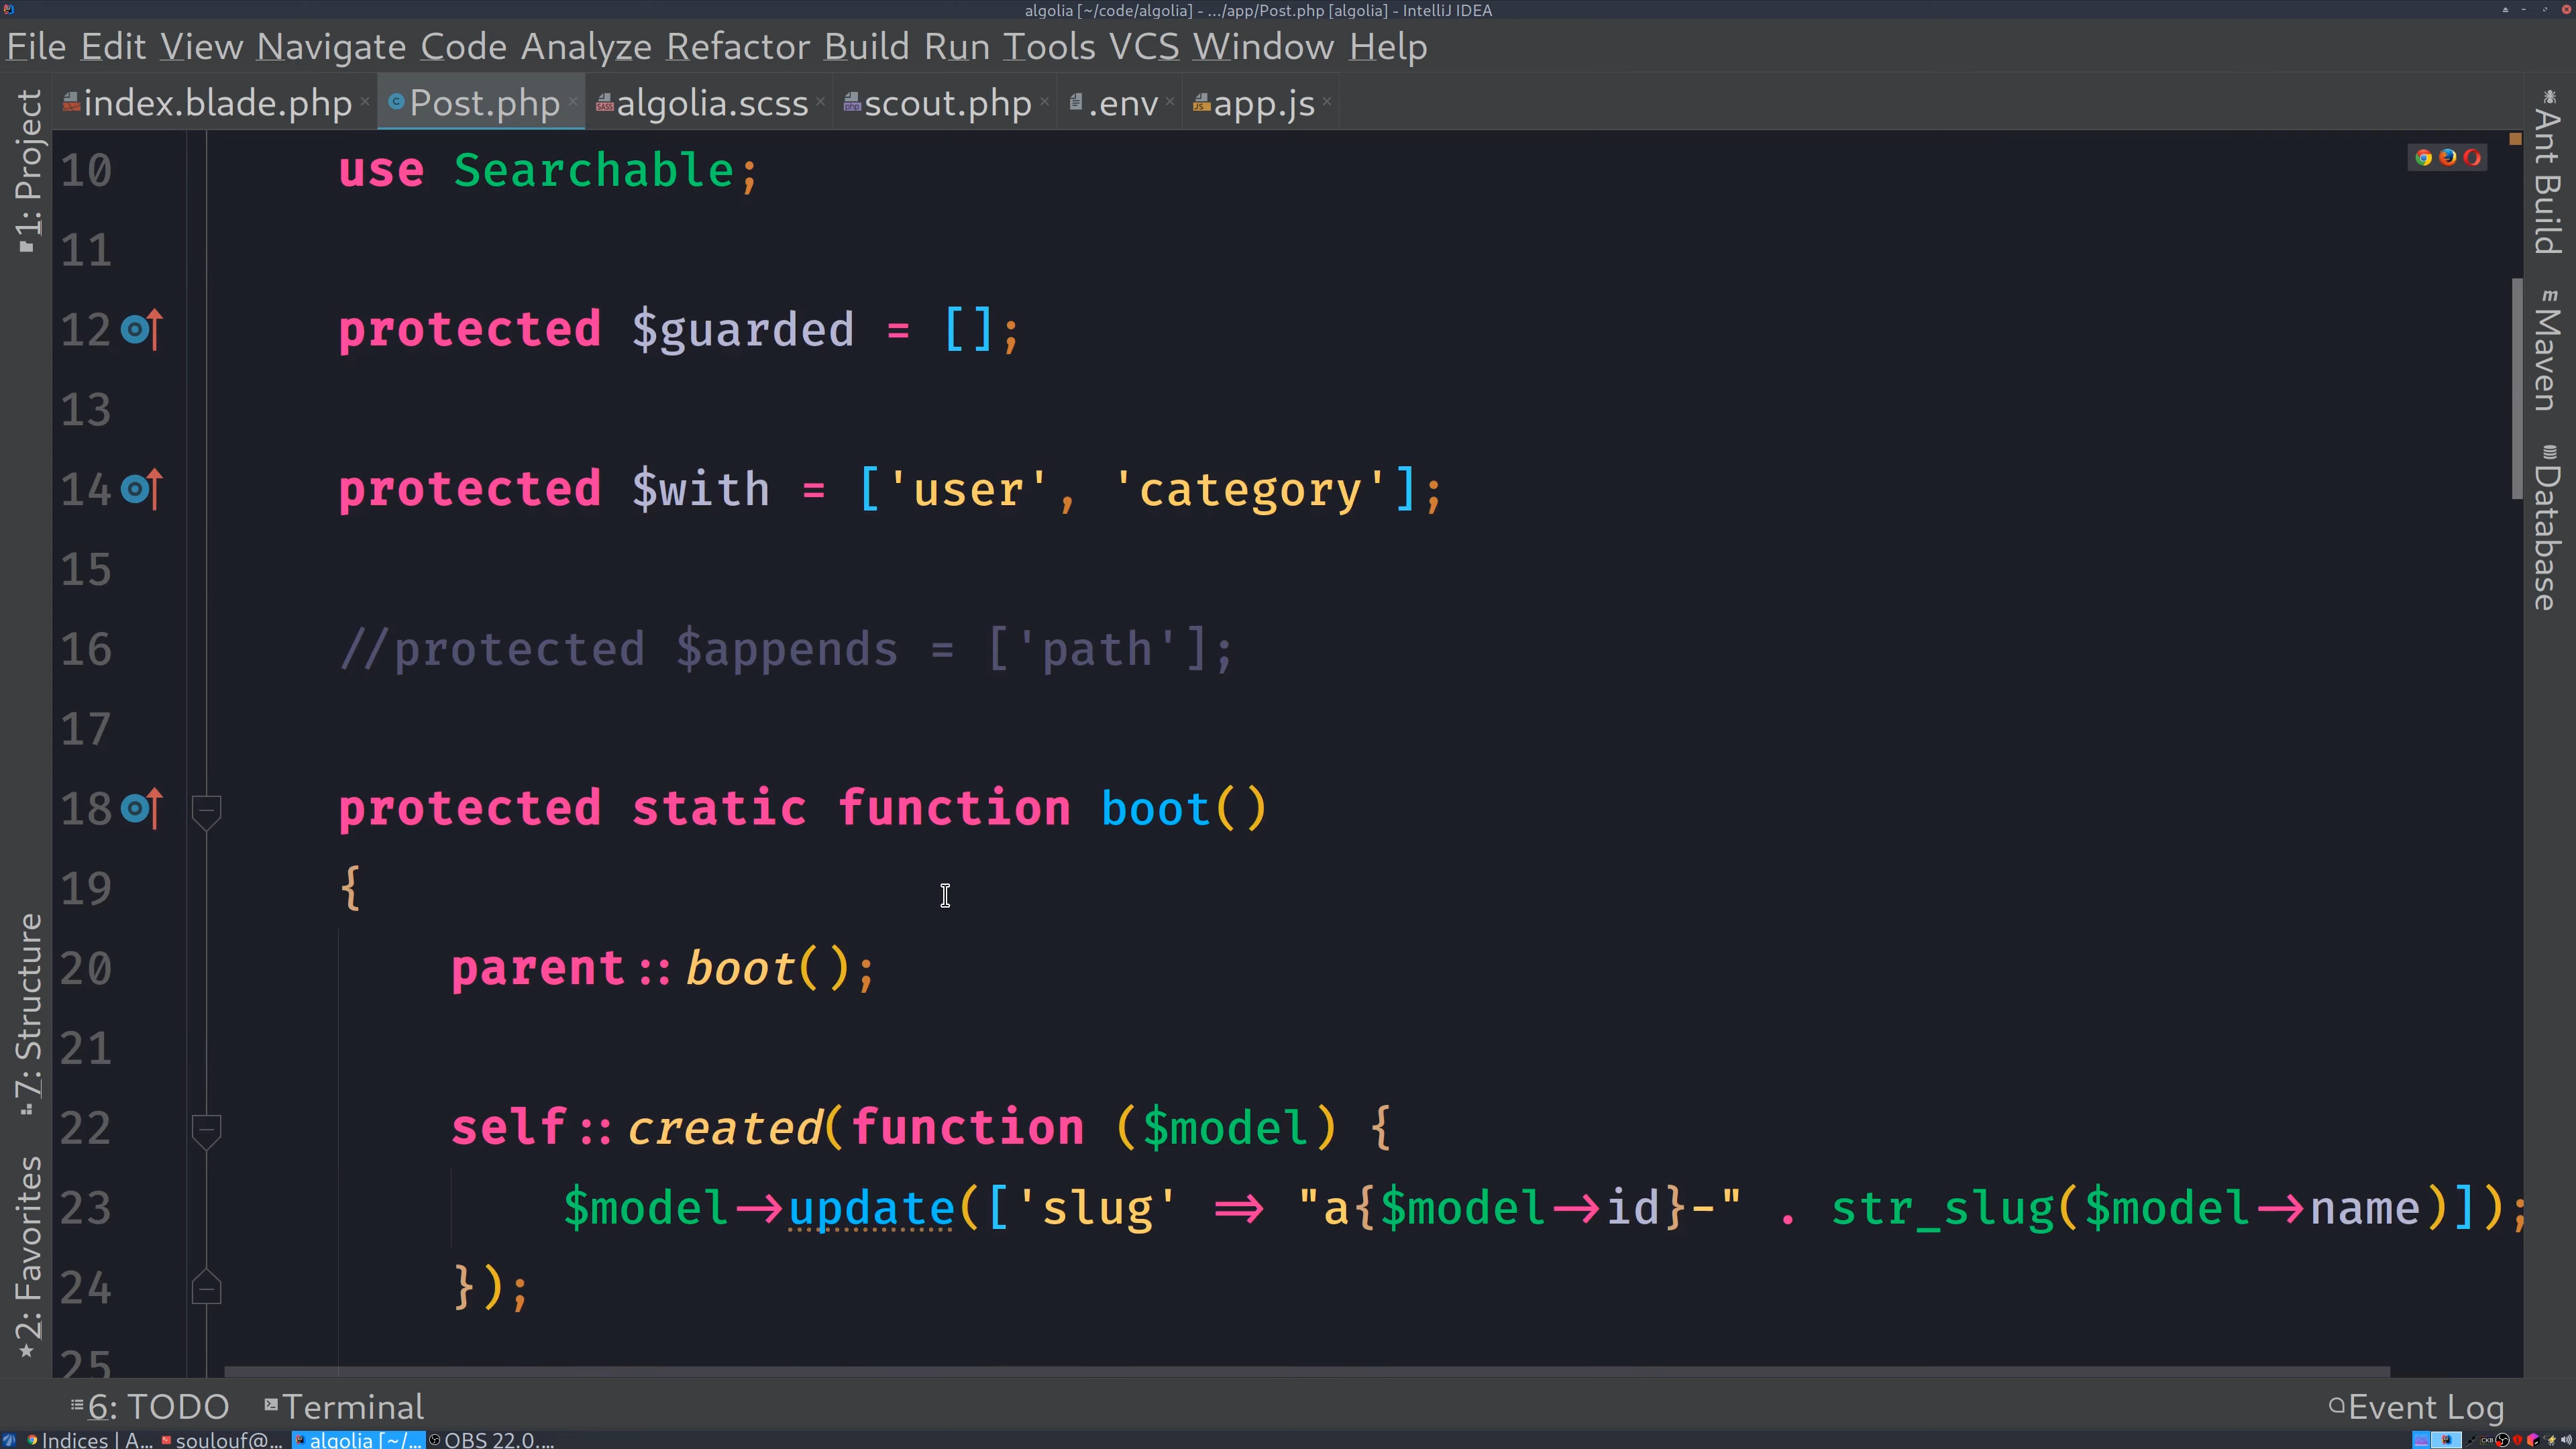 algolia [~/code/algolia] - .../app/Post.php [algolia] - IntelliJ IDEA
File Edit View Navigate Code Analyze Refactor Build Run Tools VCS Window Help
index.blade.php Post.php algolia.scss scout.php .env app.js
1: Project
7: Structure
2: Favorites
10 use Searchable;
11
12 protected $guarded = [];
13
14 protected $with = ['user', 'category'];
15
16 //protected $appends = ['path'];
17
18 protected static function boot()
19 {
20 parent::boot();
21
22 self::created(function ($model) {
23 $model->update(['slug' => "a{$model->id}-" . str_slug($model->name)]);
24 });
25
Ant Build
Maven
Database
6: TODO Terminal Event Log
Indices | A... soulouf@... algolia [~/... OBS 22.0....